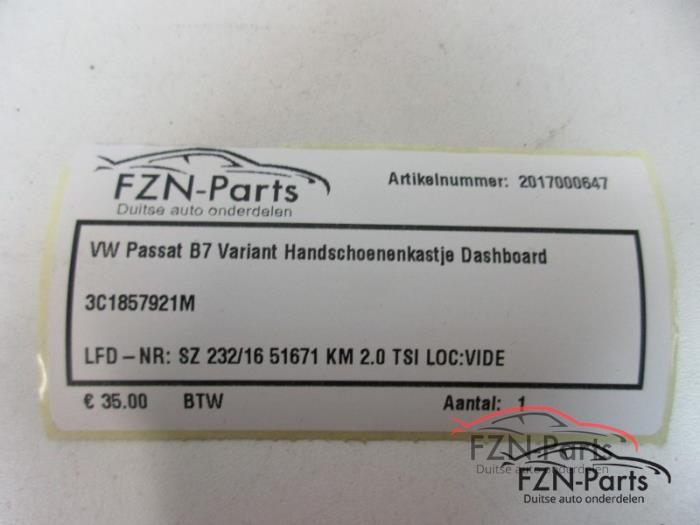 FZN-Parts
Duitse auto onderdelen
Artikelnummer: 2017000647
VW Passat B7 Variant Handschoenenkastje Dashboard
3C1857921M
LFD-NR: SZ 232/16 51671 KM 2.0 TSI LOC:VIDE
€ 35.00 BTW Aantal: 1
FZN-Parts
Duitse auto onderdelen
FZN-Parts
Duitse auto onderdelen